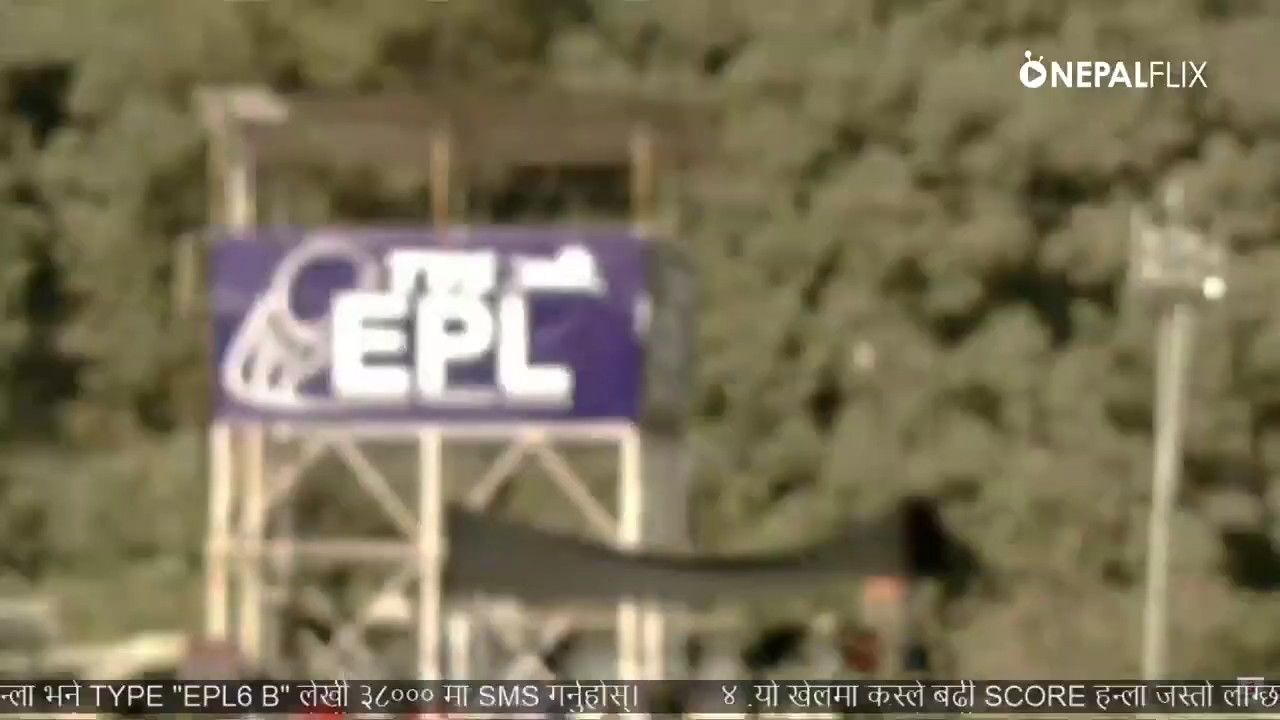 NEPALFLIX
EPL
न्ला भने TYPE "EPL6 B" लेखी ३८००० मा SMS गर्नुहोस्। ४ .यो खेलमा कस्ले बढी SCORE हन्ला जस्तो लाग्छ